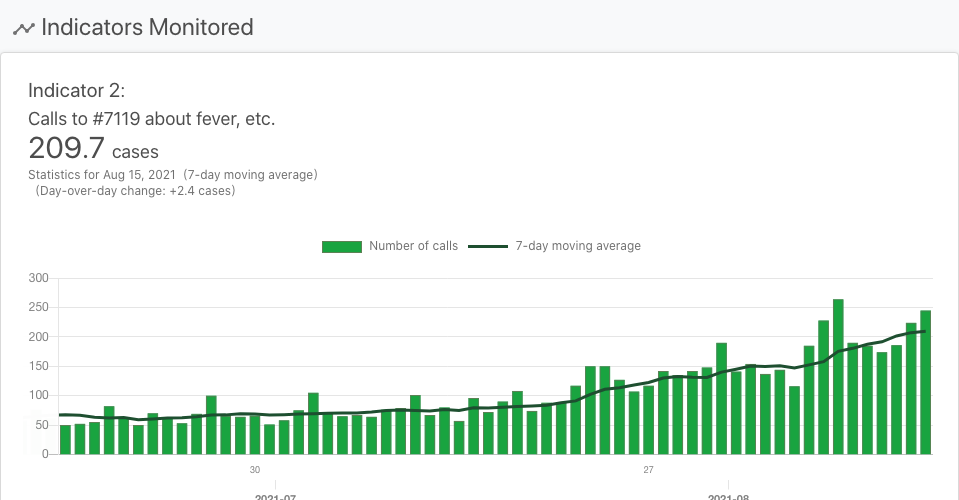 Indicators Monitored
Indicator 2:
Calls to #7119 about fever, etc.
209.7 cases
Statistics for Aug 15, 2021 (7-day moving average)
(Day-over-day change: +2.4 cases)
Number of calls 7-day moving average
300
250
200
150
100
50
0
30 27
2021-07 2021-08